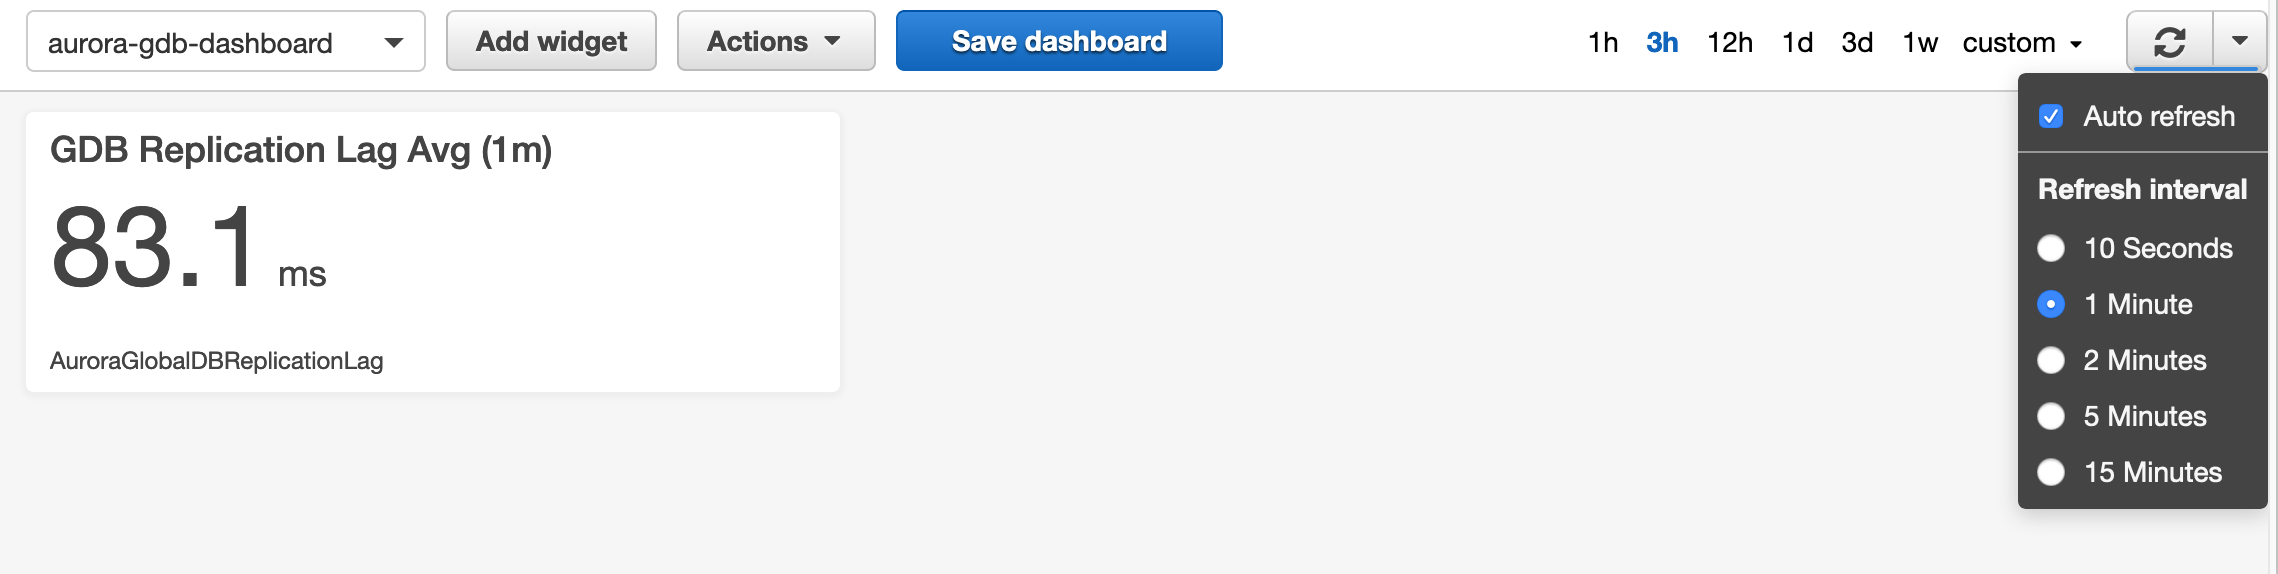 aurora-gdb-dashboard Add widget Actions Save dashboard 1h 3h 12h 1d 3d 1w custom
GDB Replication Lag Avg (1m)
83.1 ms
AuroraGlobalDBReplicationLag
Auto refresh
Refresh interval
10 Seconds
1 Minute
2 Minutes
5 Minutes
15 Minutes